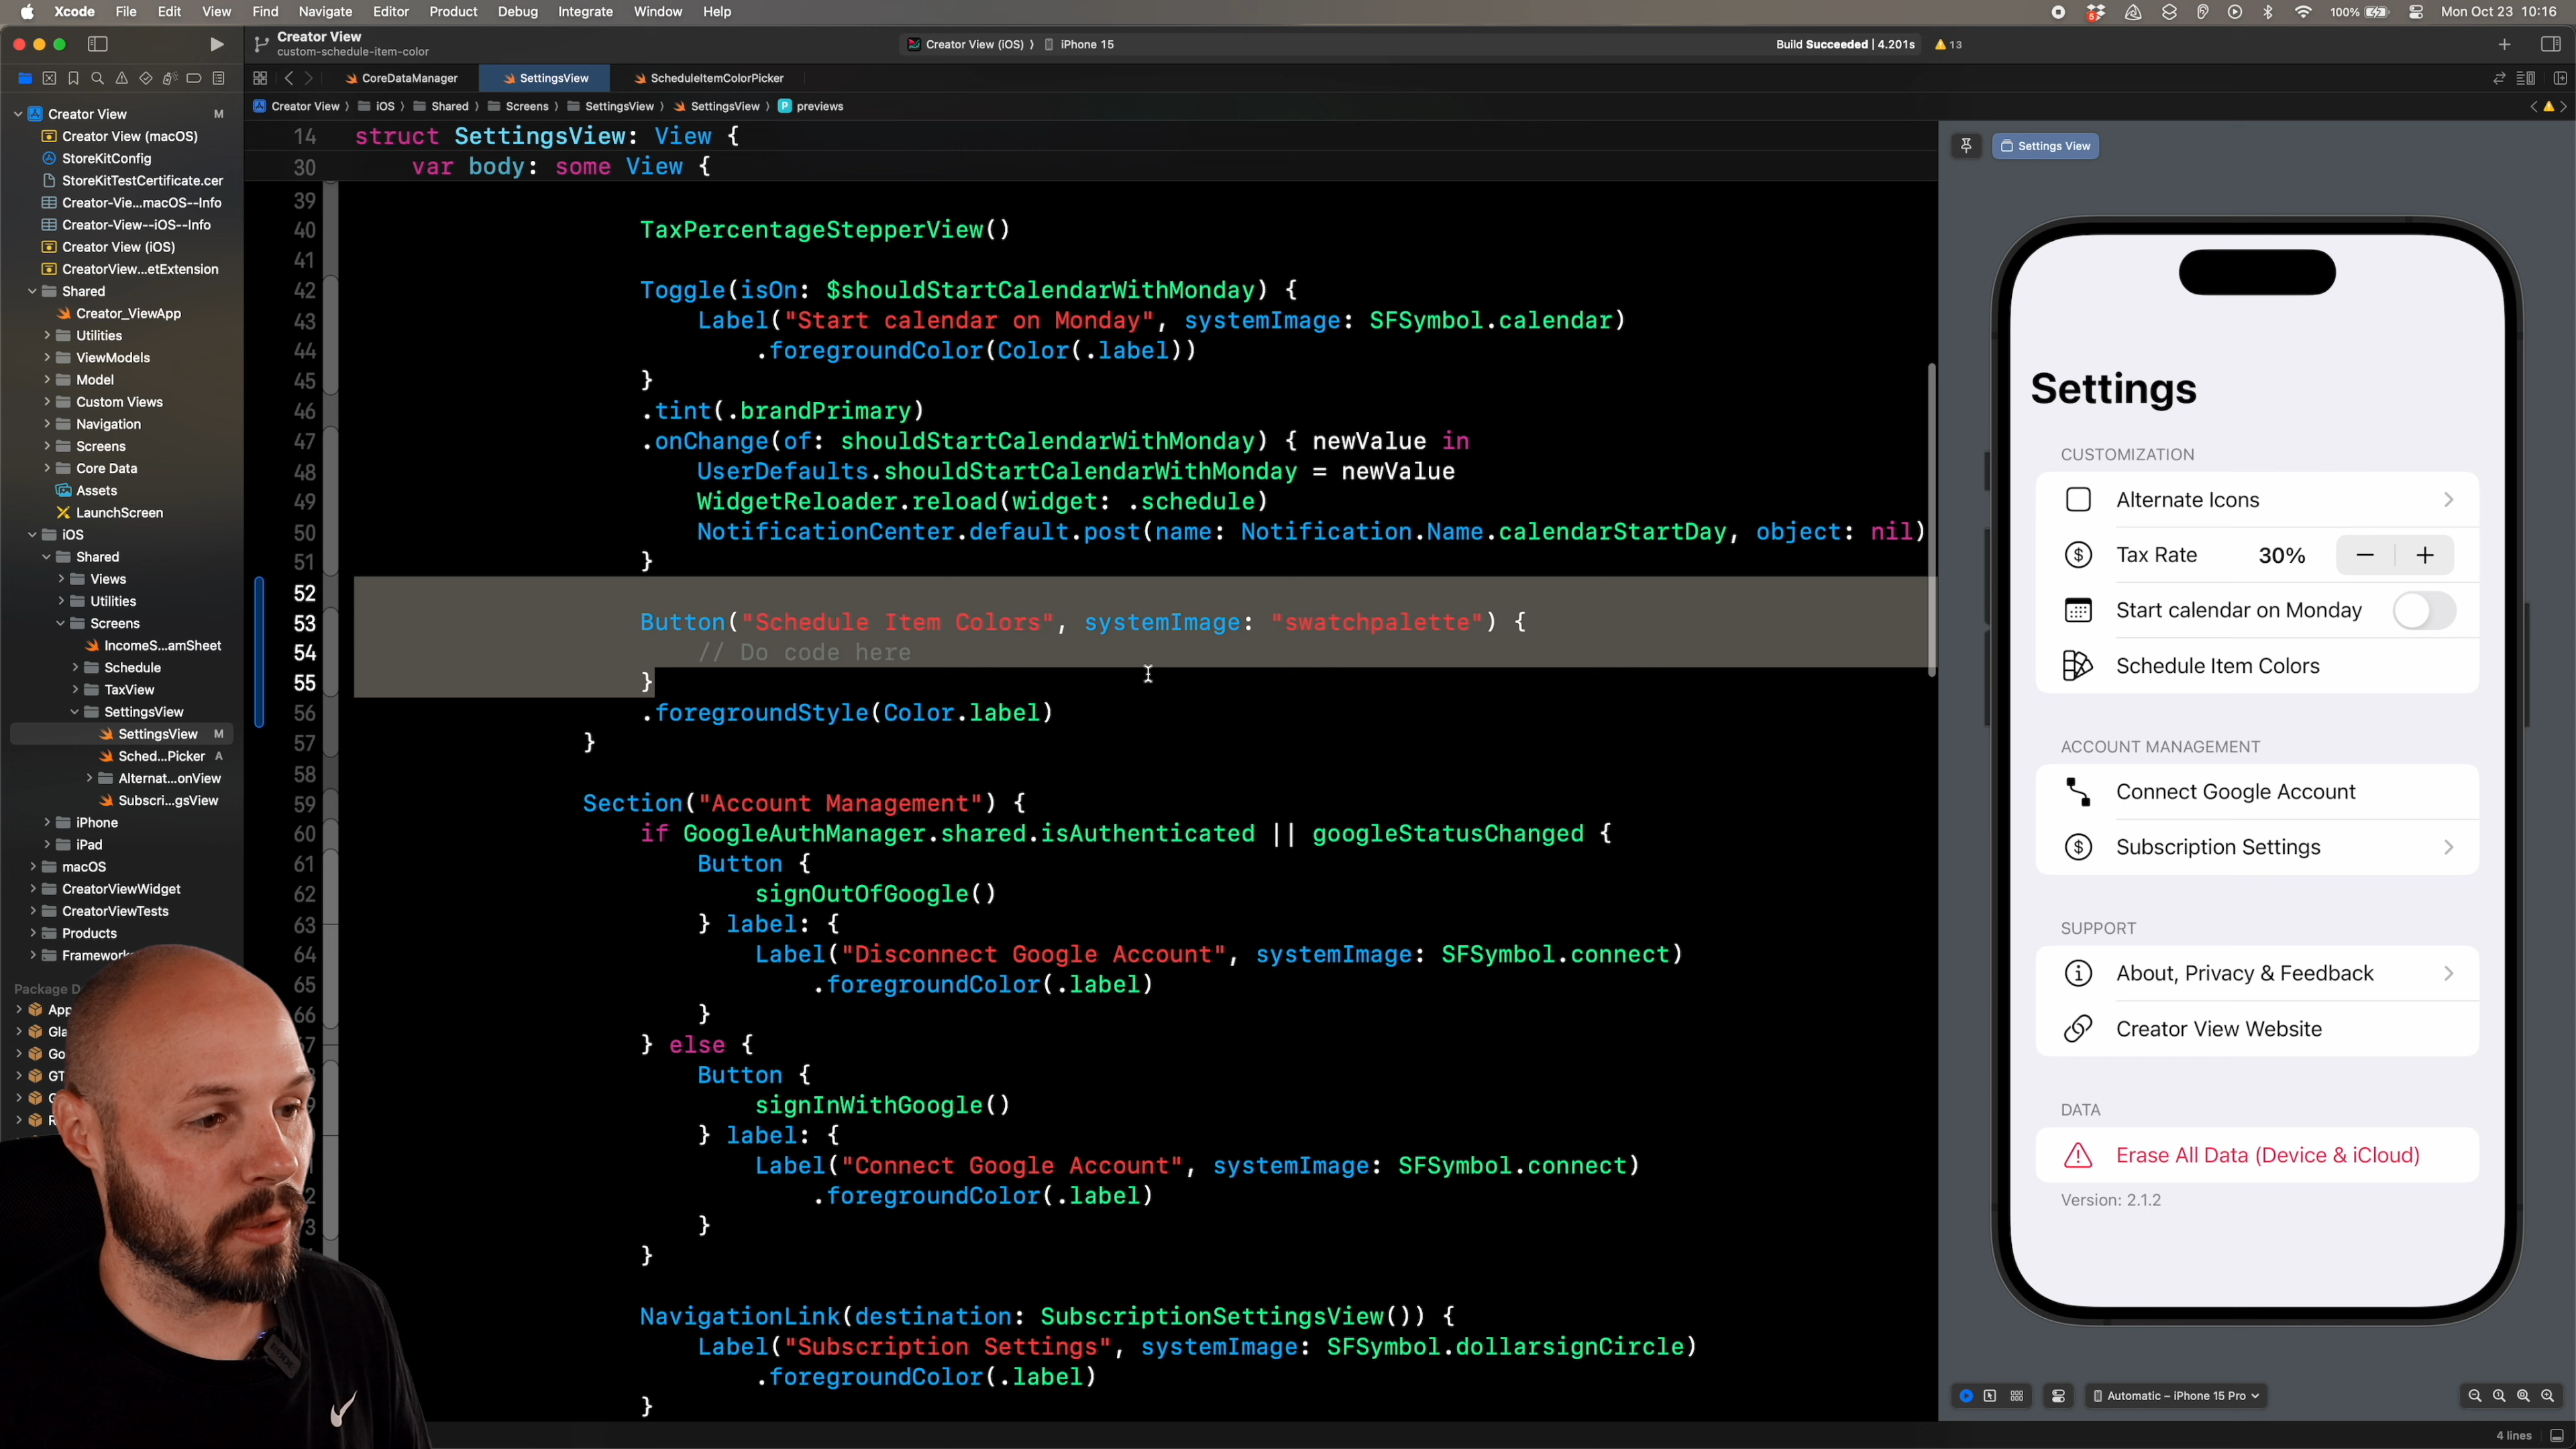 Xcode File Edit View Find Navigate Editor Product Debug Integrate Window Help
5
100%
Mon Oct 23 10:16
Creator View
custom-schedule-item-color
Creator View (iOS) ⟩ iPhone 15
Build Succeeded | 4.201s
13
CoreDataManager
SettingsView
ScheduleItemColorPicker
Creator View ⟩ iOS ⟩ Shared ⟩ Screens ⟩ SettingsView ⟩ SettingsView ⟩ P previews
Creator View M
Creator View (macOS)
StoreKitConfig
StoreKitTestCertificate.cer
Creator-Vie...macOS--Info
Creator-View--iOS--Info
Creator View (iOS)
CreatorView...etExtension
Shared
Creator_ViewApp
Utilities
ViewModels
Model
Custom Views
Navigation
Screens
Core Data
Assets
LaunchScreen
iOS
Shared
Views
Utilities
Screens
IncomeS...amSheet
Schedule
TaxView
SettingsView
SettingsView M
Sched...Picker A
Alternat...onView
Subscri...gsView
iPhone
iPad
macOS
CreatorViewWidget
CreatorViewTests
Products
Framework
Package D
App
Gla
Go
GT
14 struct SettingsView: View {
30 var body: some View {
39
40 TaxPercentageStepperView()
41
42 Toggle(isOn: $shouldStartCalendarWithMonday) {
43 Label("Start calendar on Monday", systemImage: SFSymbol.calendar)
44 .foregroundColor(Color(.label))
45 }
46 .tint(.brandPrimary)
47 .onChange(of: shouldStartCalendarWithMonday) { newValue in
48 UserDefaults.shouldStartCalendarWithMonday = newValue
49 WidgetReloader.reload(widget: .schedule)
50 NotificationCenter.default.post(name: Notification.Name.calendarStartDay, object: nil)
51 }
52
53 Button("Schedule Item Colors", systemImage: "swatchpalette") {
54 // Do code here
55 }
56 .foregroundStyle(Color.label)
57 }
58
59 Section("Account Management") {
60 if GoogleAuthManager.shared.isAuthenticated || googleStatusChanged {
61 Button {
62 signOutOfGoogle()
63 } label: {
64 Label("Disconnect Google Account", systemImage: SFSymbol.connect)
65 .foregroundColor(.label)
66 }
7 } else {
Button {
9 signInWithGoogle()
} label: {
1 Label("Connect Google Account", systemImage: SFSymbol.connect)
2 .foregroundColor(.label)
3 }
}
NavigationLink(destination: SubscriptionSettingsView()) {
Label("Subscription Settings", systemImage: SFSymbol.dollarsignCircle)
.foregroundColor(.label)
}
Settings View
Settings
CUSTOMIZATION
Alternate Icons
Tax Rate 30% − +
Start calendar on Monday
Schedule Item Colors
ACCOUNT MANAGEMENT
Connect Google Account
Subscription Settings
SUPPORT
About, Privacy & Feedback
Creator View Website
DATA
Erase All Data (Device & iCloud)
Version: 2.1.2
Automatic – iPhone 15 Pro
4 lines